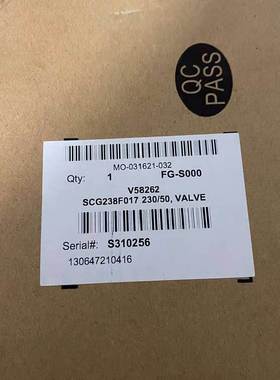 QC
PASS
MO-031621-032
Qty: 1 FG-S000
V58262
SCG238F017 230/50, VALVE
Serial#: S310256
130647210416